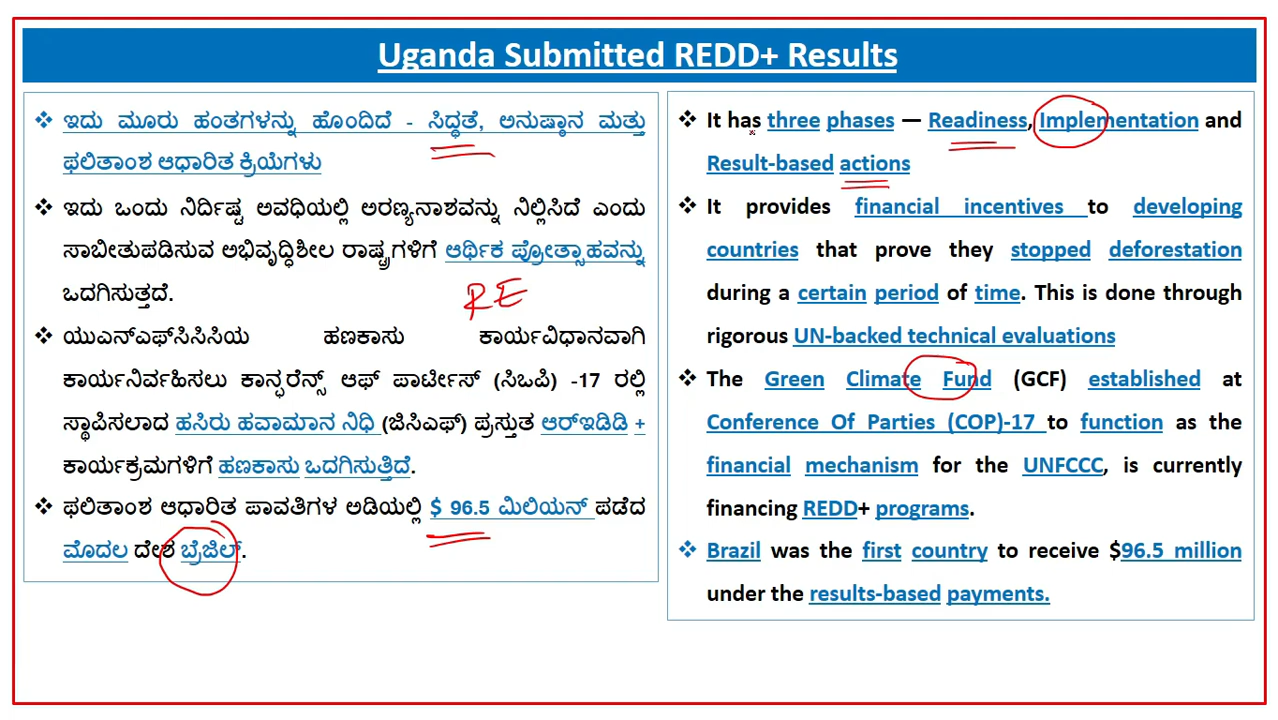 Uganda Submitted REDD+ Results
❖ ಇದು ಮೂರು ಹಂತಗಳನ್ನು ಹೊಂದಿದೆ - ಸಿದ್ಧತೆ, ಅನುಷ್ಠಾನ ಮತ್ತು
ಫಲಿತಾಂಶ ಆಧಾರಿತ ಕ್ರಿಯೆಗಳು
❖ ಇದು ಒಂದು ನಿರ್ದಿಷ್ಟ ಅವಧಿಯಲ್ಲಿ ಅರಣ್ಯನಾಶವನ್ನು ನಿಲ್ಲಿಸಿದೆ ಎಂದು
ಸಾಬೀತುಪಡಿಸುವ ಅಭಿವೃದ್ಧಿಶೀಲ ರಾಷ್ಟ್ರಗಳಿಗೆ ಆರ್ಥಿಕ ಪ್ರೋತ್ಸಾಹವನ್ನು
ಒದಗಿಸುತ್ತದೆ.
RE
❖ ಯುಎನ್ಎಫ್‌ಸಿಸಿಸಿಯ ಹಣಕಾಸು ಕಾರ್ಯವಿಧಾನವಾಗಿ
ಕಾರ್ಯನಿರ್ವಹಿಸಲು ಕಾನ್ಫರೆನ್ಸ್ ಆಫ್ ಪಾರ್ಟೀಸ್ (ಸಿಒಪಿ) -17 ರಲ್ಲಿ
ಸ್ಥಾಪಿಸಲಾದ ಹಸಿರು ಹವಾಮಾನ ನಿಧಿ (ಜಿಸಿಎಫ್) ಪ್ರಸ್ತುತ ಆರ್‌ಇಡಿಡಿ +
ಕಾರ್ಯಕ್ರಮಗಳಿಗೆ ಹಣಕಾಸು ಒದಗಿಸುತ್ತಿದೆ.
❖ ಫಲಿತಾಂಶ ಆಧಾರಿತ ಪಾವತಿಗಳ ಅಡಿಯಲ್ಲಿ $ 96.5 ಮಿಲಿಯನ್ ಪಡೆದ
ಮೊದಲ ದೇಶ ಬ್ರೆಜಿಲ್.
❖ It has three phases — Readiness, Implementation and
Result-based actions
❖ It provides financial incentives to developing
countries that prove they stopped deforestation
during a certain period of time. This is done through
rigorous UN-backed technical evaluations
❖ The Green Climate Fund (GCF) established at
Conference Of Parties (COP)-17 to function as the
financial mechanism for the UNFCCC, is currently
financing REDD+ programs.
❖ Brazil was the first country to receive $96.5 million
under the results-based payments.